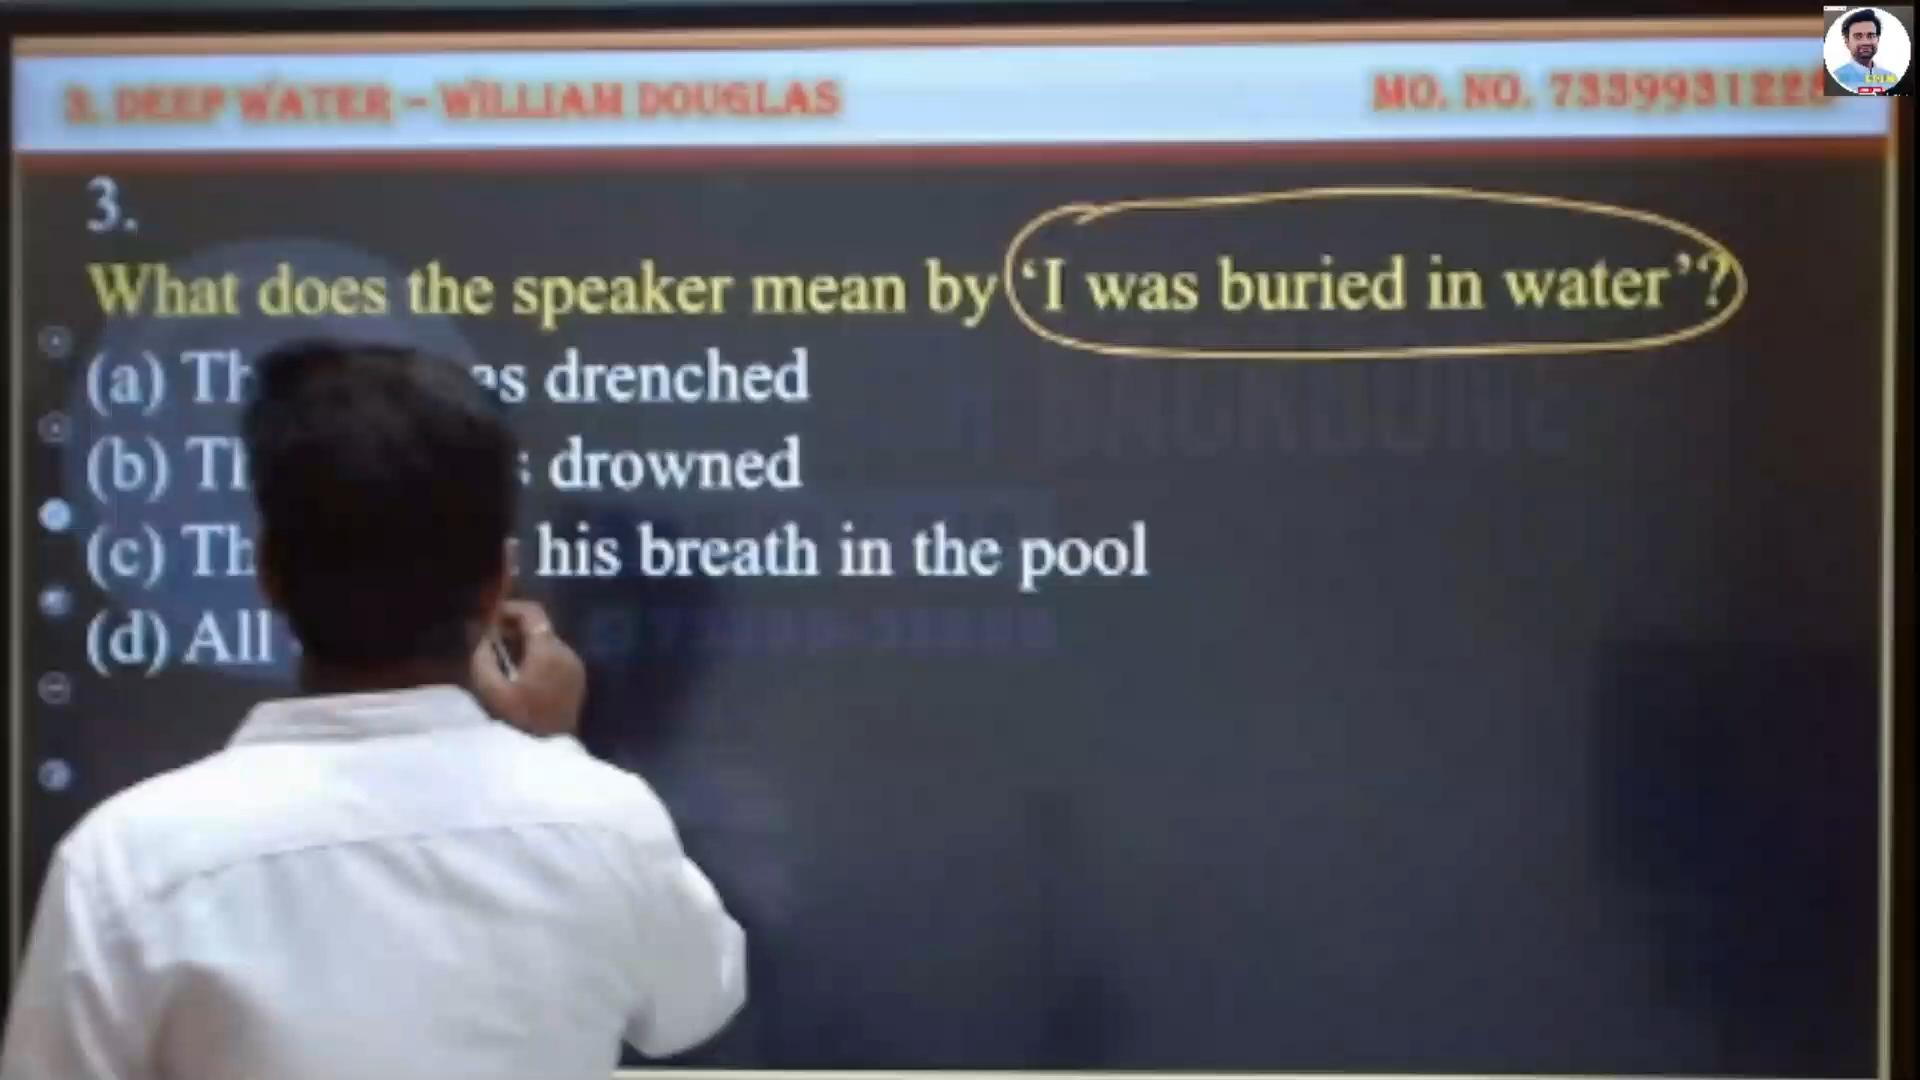 3. DEEP WATER – WILLIAM DOUGLAS
MO. NO. 7339931228
3.
What does the speaker mean by ‘I was buried in water’?
(a) Th as drenched
(b) Th s drowned
(c) Th his breath in the pool
(d) All